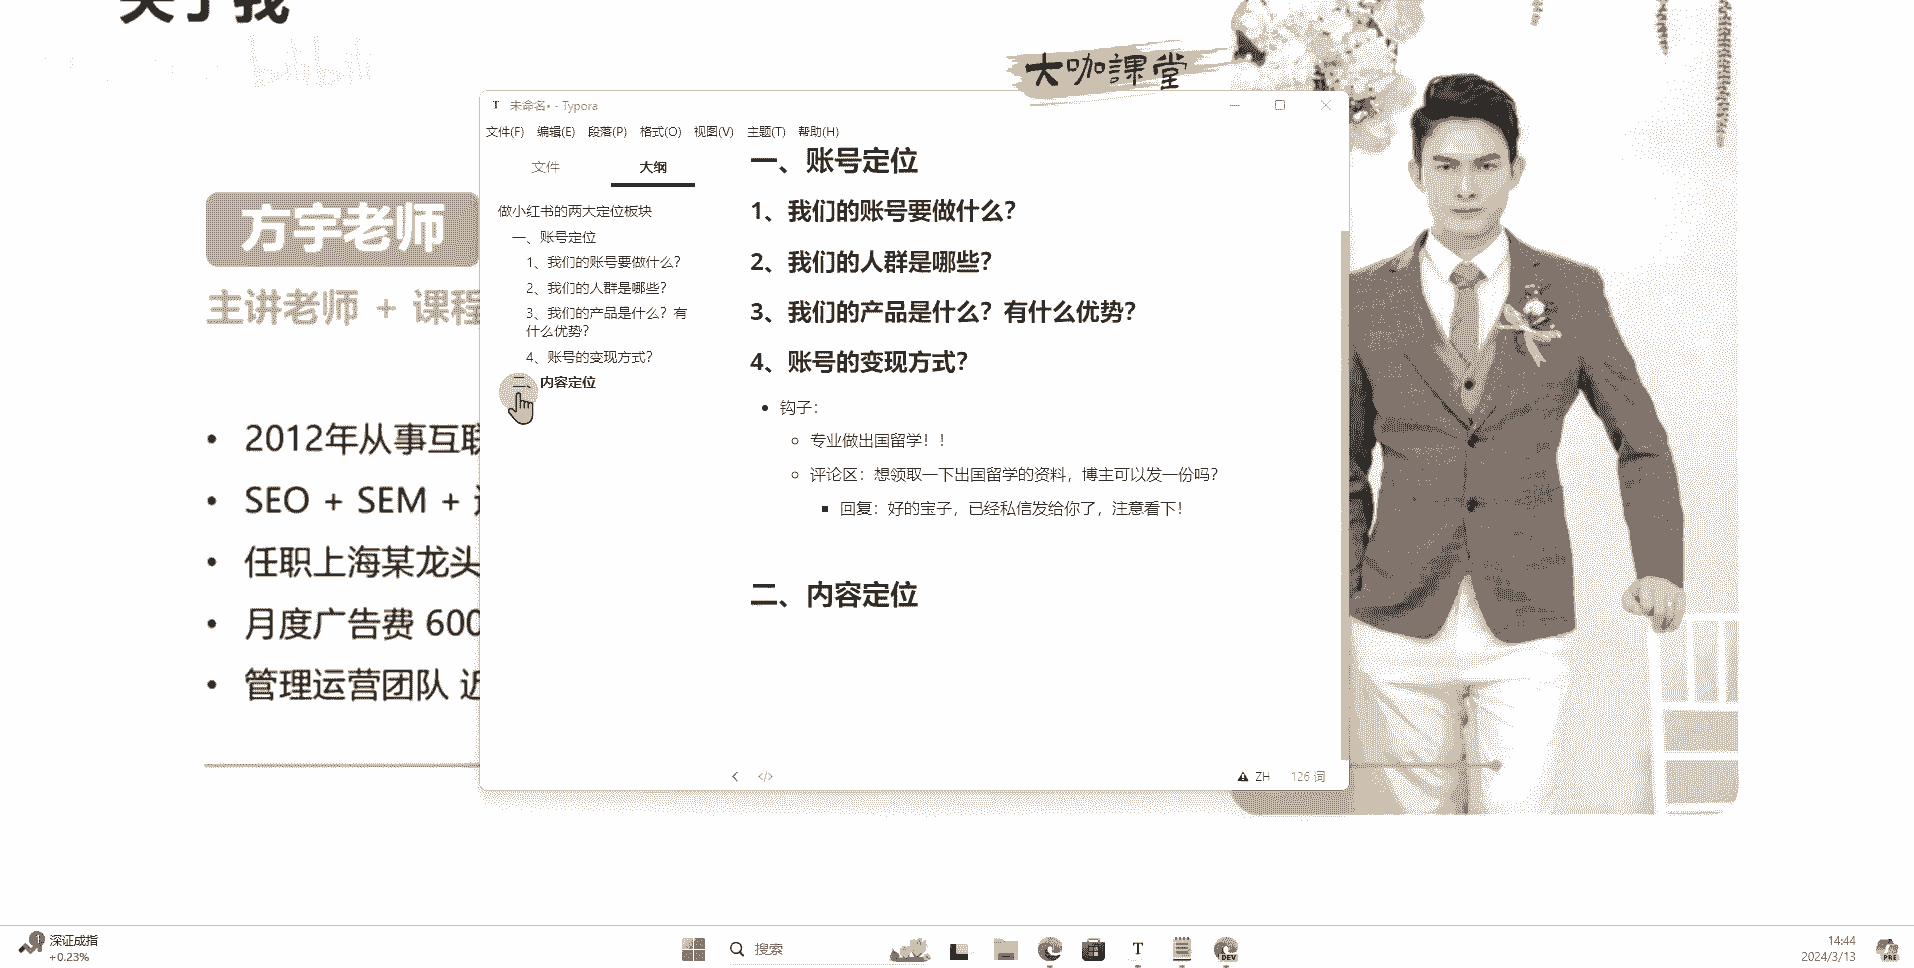 关于我
bilibili
大咖課堂
方宇老师
主讲老师 + 课程
2012年从事互联
SEO + SEM +
任职上海某龙头
月度广告费 600
管理运营团队 近
未命名• - Typora
文件(F) 编辑(E) 段落(P) 格式(O) 视图(V) 主题(T) 帮助(H)
文件 大纲
做小红书的两大定位板块
一、账号定位
1、我们的账号要做什么？
2、我们的人群是哪些？
3、我们的产品是什么？有
什么优势？
4、账号的变现方式？
二、内容定位
一、账号定位
1、我们的账号要做什么？
2、我们的人群是哪些？
3、我们的产品是什么？有什么优势？
4、账号的变现方式？
钩子：
专业做出国留学！！
评论区：想领取一下出国留学的资料，博主可以发一份吗？
回复：好的宝子，已经私信发给你了，注意看下！
二、内容定位
</> ZH 126 词
1 深证成指
+0.23%
搜索
T
DEV
14:44
2024/3/13
PRE